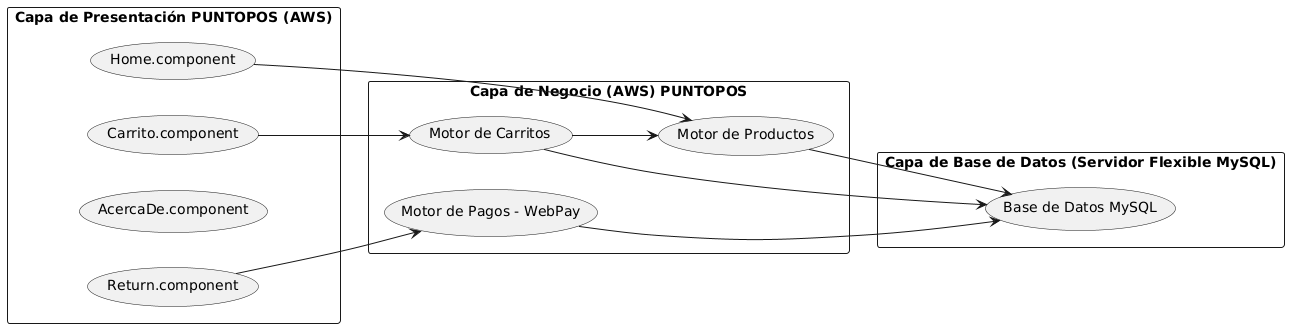 Capa de Presentación PUNTOPOS (AWS)
Home.component
Carrito.component
AcercaDe.component
Return.component
Capa de Negocio (AWS) PUNTOPOS
Motor de Carritos
Motor de Productos
Motor de Pagos - WebPay
Capa de Base de Datos (Servidor Flexible MySQL)
Base de Datos MySQL